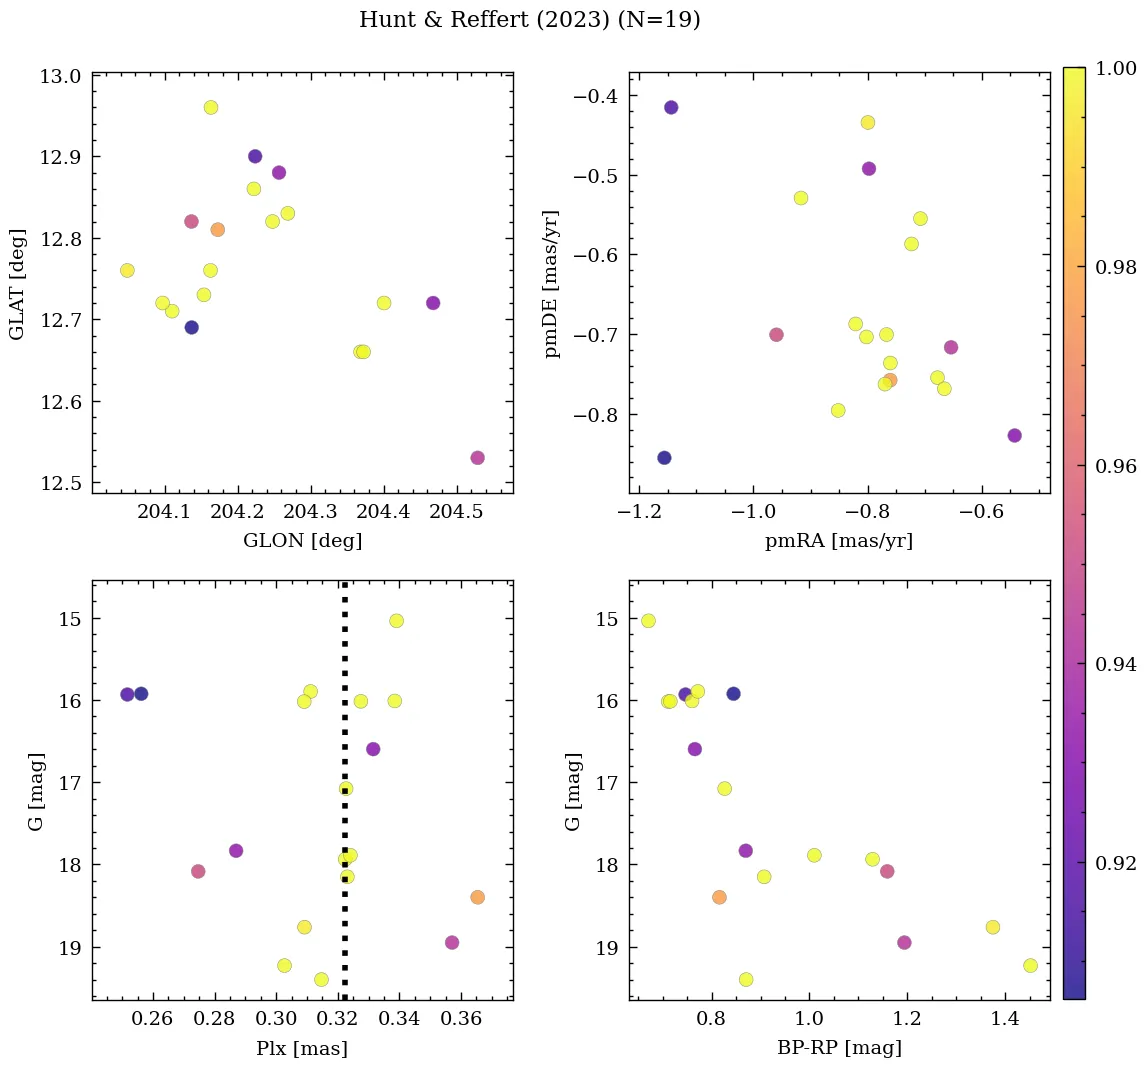 Hunt & Reffert (2023) (N=19)
13.0
12.9
12.8
12.7
12.6
12.5
GLAT [deg]
204.1 204.2 204.3 204.4 204.5
GLON [deg]
−0.4
−0.5
−0.6
−0.7
−0.8
pmDE [mas/yr]
−1.2 −1.0 −0.8 −0.6
pmRA [mas/yr]
15
16
17
18
19
G [mag]
0.26 0.28 0.30 0.32 0.34 0.36
Plx [mas]
15
16
17
18
19
G [mag]
0.8 1.0 1.2 1.4
BP-RP [mag]
1.00
0.98
0.96
0.94
0.92